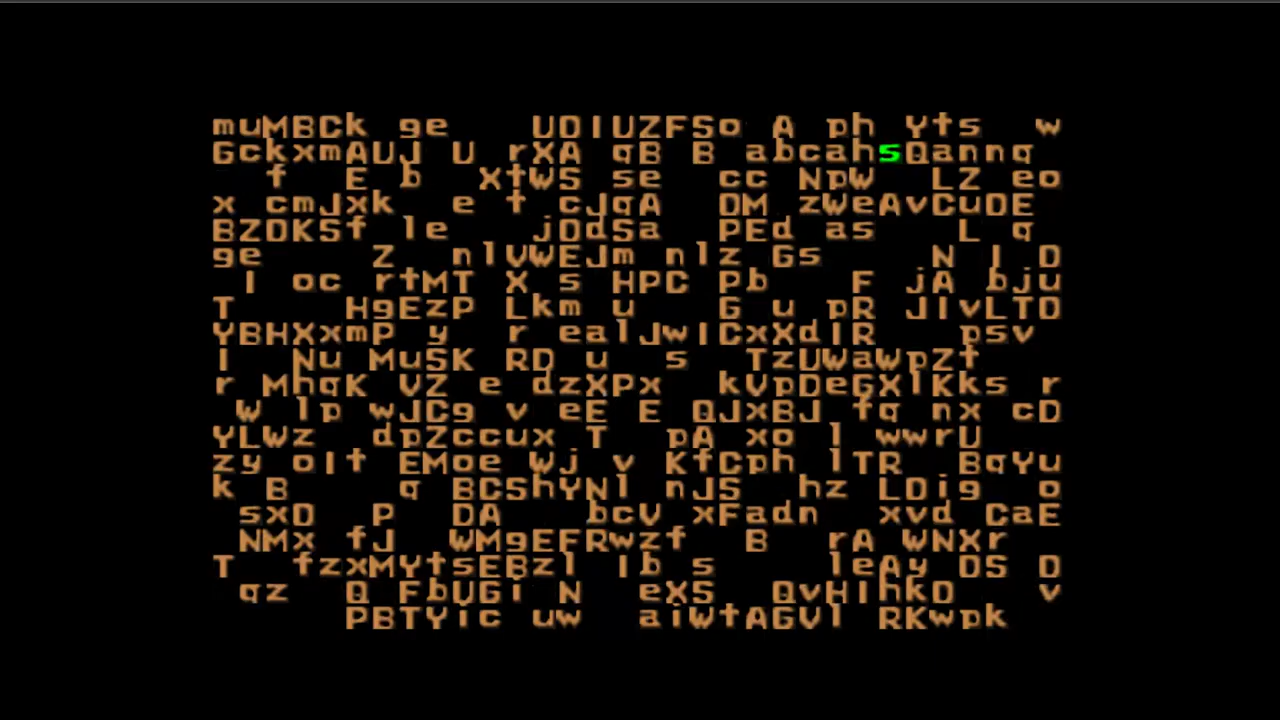 muMBCk ge    UDIUZFSo A ph Yts  w
GckxmAUJ U rXA qB B abcahsQannq
  f  E b  XtWS se  cc NpW  LZ eo
x cmJxk  e t cJqA  DM zWeAvCuDE
BZDKSf le   jDdSa  PEd as   L q
ge    Z  nlVWEJm nlz Gs    N I D
 I oc rtMT X s HPC Pb   F jA bju
T    HgEzP Lkm u   G u pR JIvLTD
YBHXxmP y  r ealJwICxXdIR   psv
I  Nu MuSK RD u  s  TzUWaWpZt
r MhqK VZ e dzXPx  kVpDeGXlKks r
 W lp wJCg v eE E QJxBJ fq nx cD
YLWz  dpZccux T  pA xo l wwrU
zy oIt EMoe Wj v KfCph lTR  BqYu
k B    q BCShYNl nJS  hz LDig  o
 sxD  P  DA   bcV xFadn  xvd CaE
 NMx fJ  WMgEFRwzf  B  rA WNXr
T  fzxMYtsEBzl Ib s    leAy DS D
 qz  Q FbUGi N  eXS  QvHIhkD   v
     PBTYic uw  aiWtAGVl RKwpk